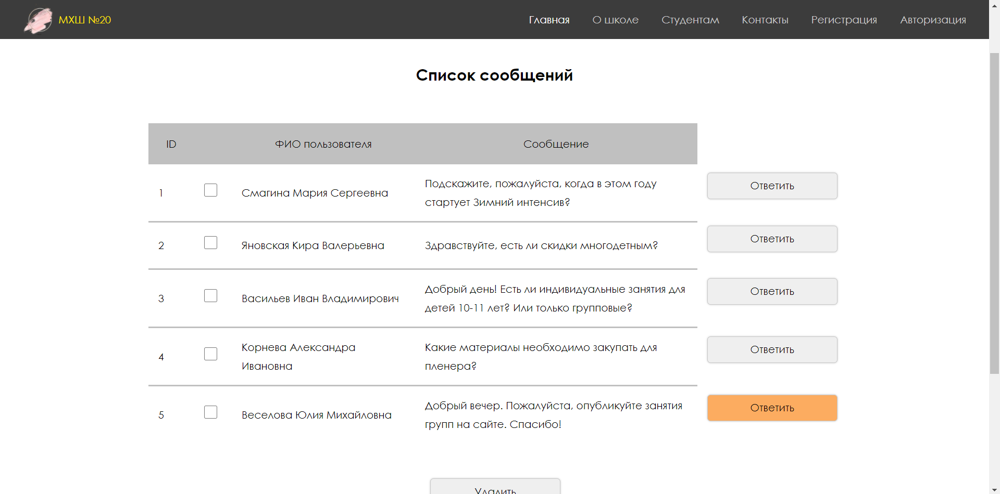 МХШ №20
Главная
О школе
Студентам
Контакты
Регистрация
Авторизация
Список сообщений
ID
ФИО пользователя
Сообщение
1
Смагина Мария Сергеевна
Подскажите, пожалуйста, когда в этом году
стартует Зимний интенсив?
Ответить
2
Яновская Кира Валерьевна
Здравствуйте, есть ли скидки многодетным?
Ответить
3
Васильев Иван Владимирович
Добрый день! Есть ли индивидуальные занятия для
детей 10-11 лет? Или только групповые?
Ответить
4
Корнева Александра
Ивановна
Какие материалы необходимо закупать для
пленера?
Ответить
5
Веселова Юлия Михайловна
Добрый вечер. Пожалуйста, опубликуйте занятия
групп на сайте. Спасибо!
Ответить
Удалить